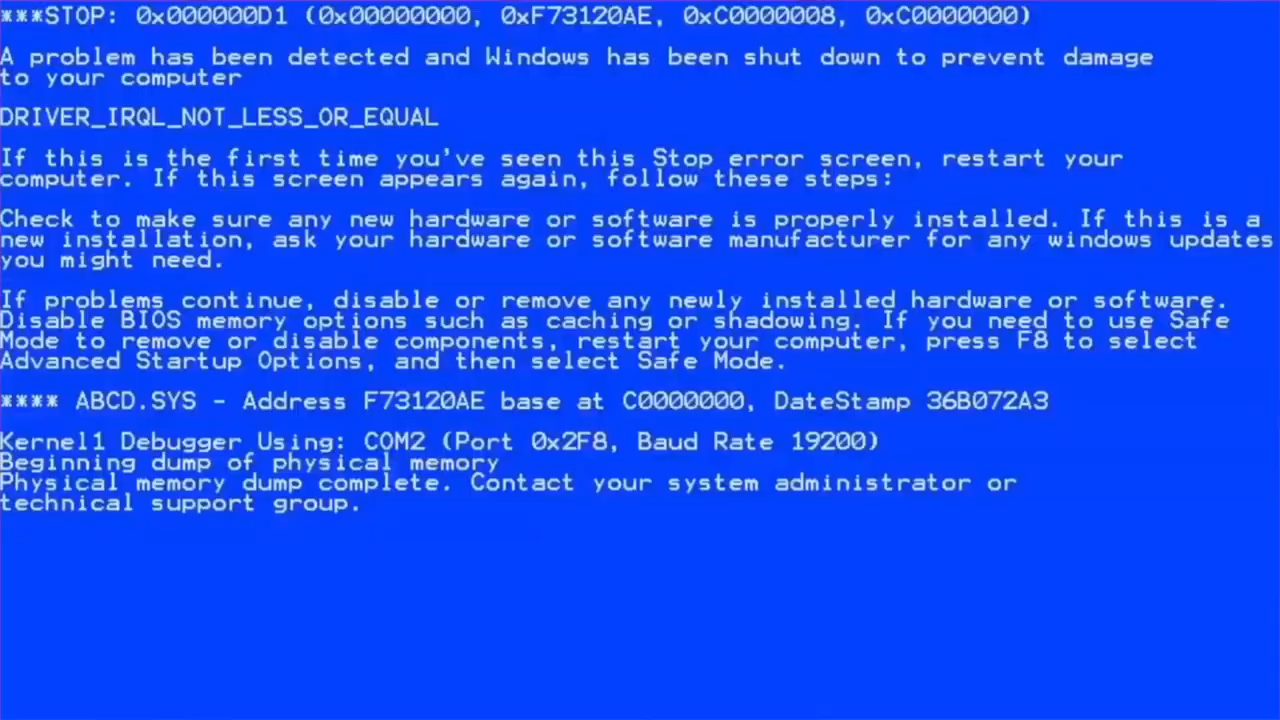 ***STOP: 0x000000D1 (0x00000000, 0xF73120AE, 0xC0000008, 0xC0000000)
A problem has been detected and Windows has been shut down to prevent damage
to your computer
DRIVER_IRQL_NOT_LESS_OR_EQUAL
If this is the first time you've seen this Stop error screen, restart your
computer. If this screen appears again, follow these steps:
Check to make sure any new hardware or software is properly installed. If this is a
new installation, ask your hardware or software manufacturer for any windows updates
you might need.
If problems continue, disable or remove any newly installed hardware or software.
Disable BIOS memory options such as caching or shadowing. If you need to use Safe
Mode to remove or disable components, restart your computer, press F8 to select
Advanced Startup Options, and then select Safe Mode.
**** ABCD.SYS - Address F73120AE base at C0000000, DateStamp 36B072A3
Kernel1 Debugger Using: COM2 (Port 0x2F8, Baud Rate 19200)
Beginning dump of physical memory
Physical memory dump complete. Contact your system administrator or
technical support group.